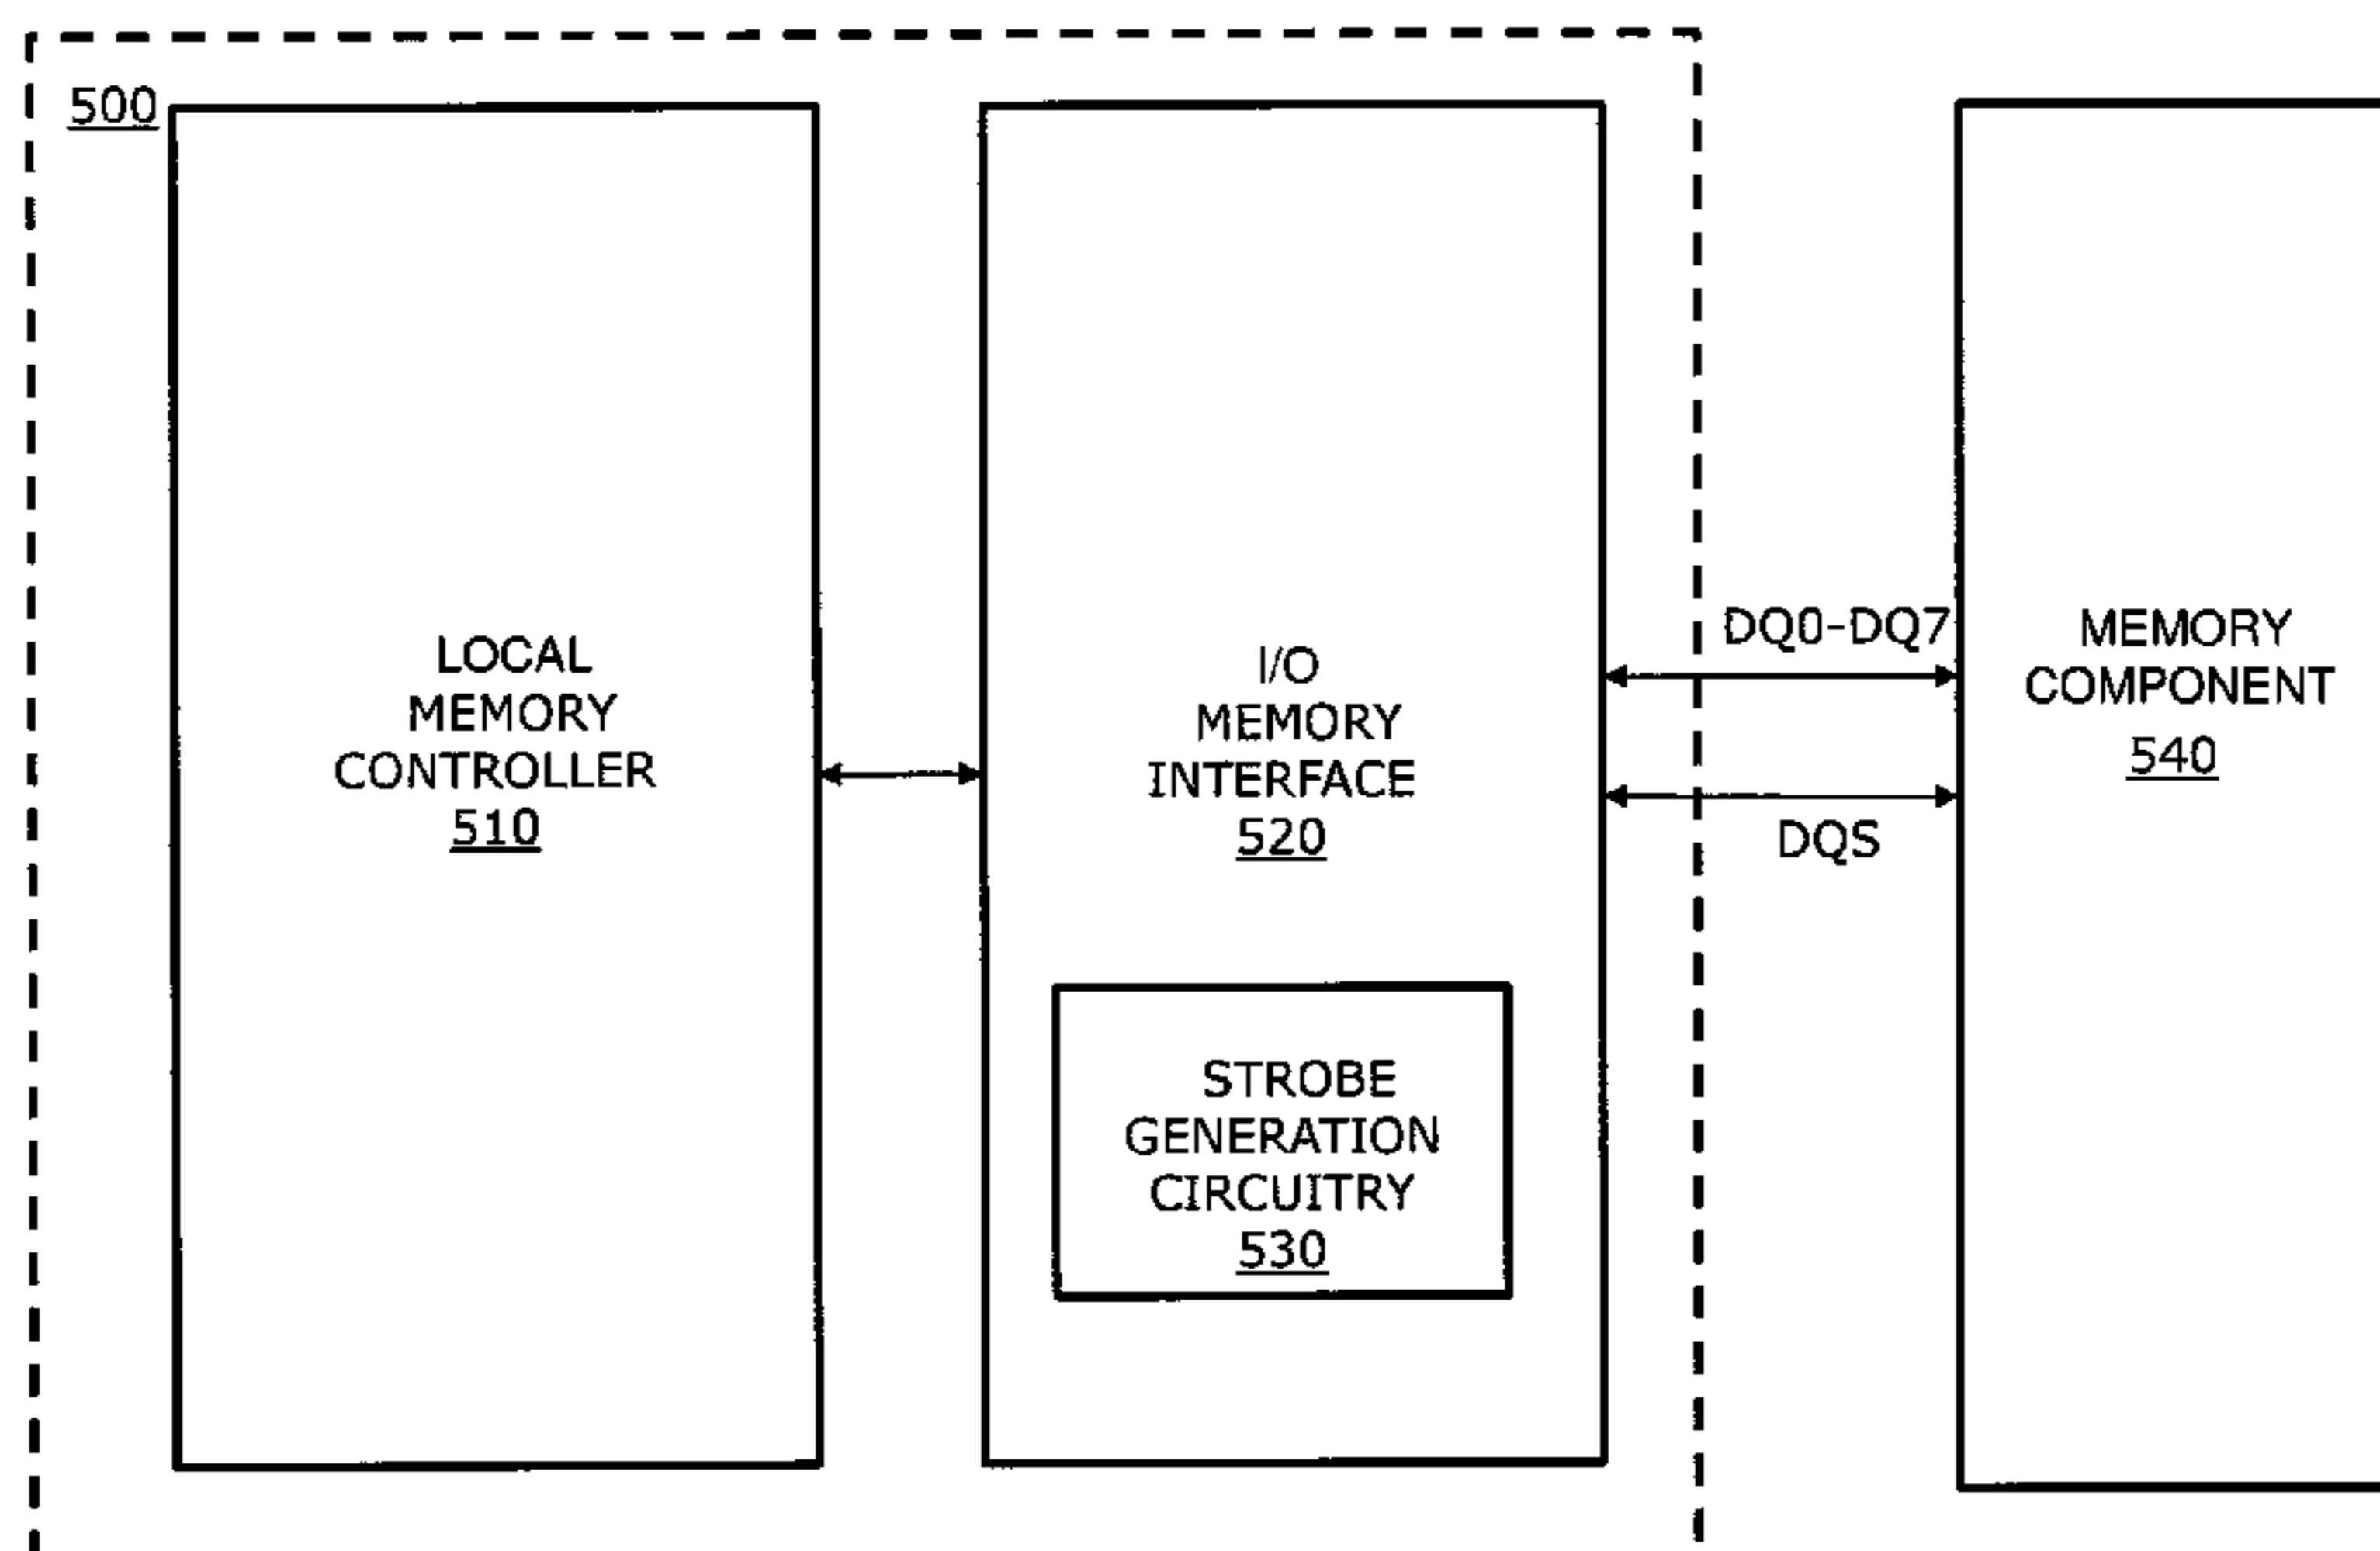 500
LOCAL
MEMORY
CONTROLLER
510
I/O
MEMORY
INTERFACE
520
STROBE
GENERATION
CIRCUITRY
530
DQ0-DQ7
DQS
MEMORY
COMPONENT
540